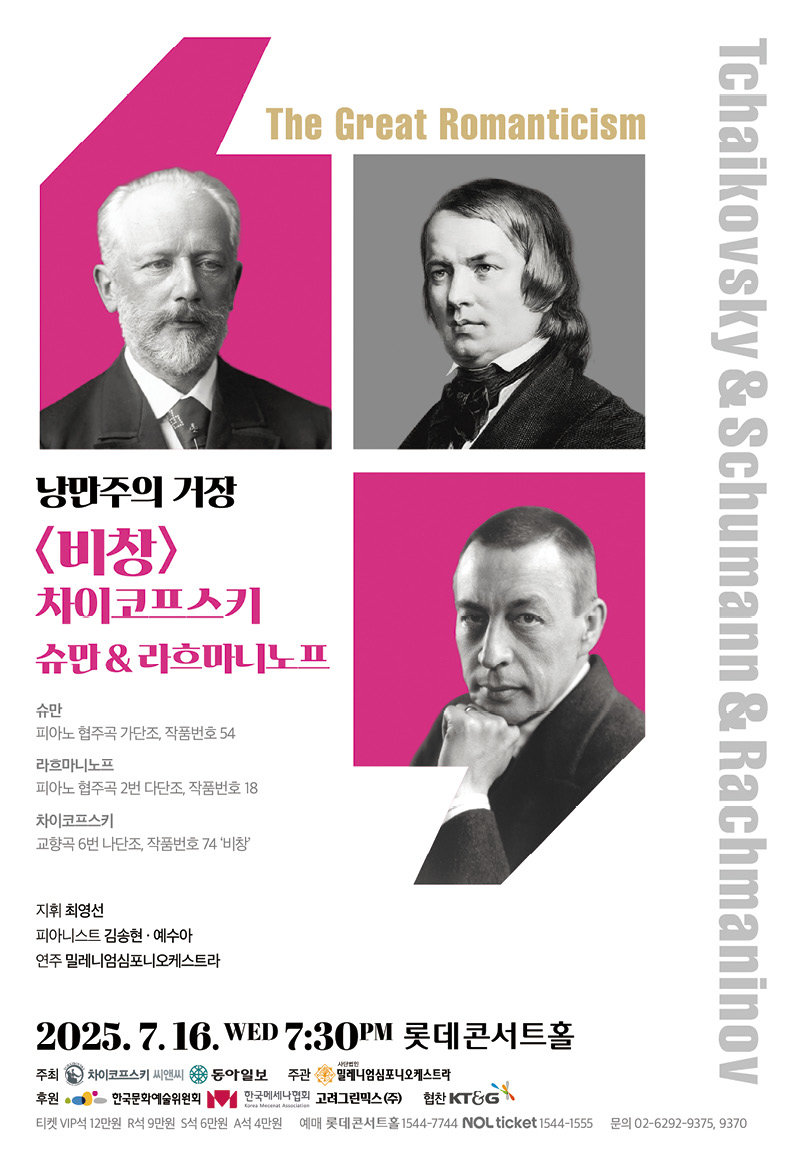 The Great Romanticism
Tchaikovsky & Schumann & Rachmaninov
낭만주의 거장
〈비창〉
차이코프스키
슈만 & 라흐마니노프
슈만
피아노 협주곡 가단조, 작품번호 54
라흐마니노프
피아노 협주곡 2번 다단조, 작품번호 18
차이코프스키
교향곡 6번 나단조, 작품번호 74 ‘비창’
지휘 최영선
피아니스트 김송현 · 예수아
연주 밀레니엄심포니오케스트라
2025. 7. 16. WED 7:30PM 롯데콘서트홀
주최 차이코프스키 씨앤씨 동아일보 주관 사단법인 밀레니엄심포니오케스트라
후원 한국문화예술위원회 한국메세나협회 Korea Mecenat Association 고려그린믹스(주) 협찬 KT&G
티켓 VIP석 12만원 R석 9만원 S석 6만원 A석 4만원 예매 롯데콘서트홀 1544-7744 NOL ticket 1544-1555 문의 02-6292-9375, 9370